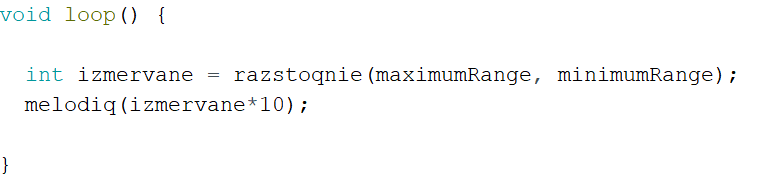 void loop() {
int izmervane = razstoqnie(maximumRange, minimumRange);
melodiq(izmervane*10);
}